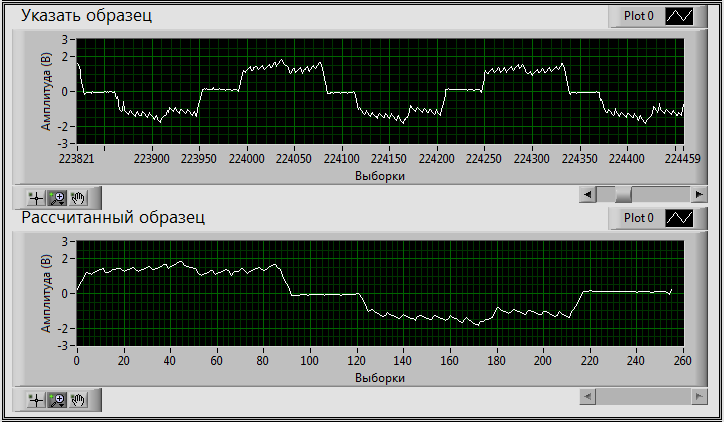 Указать образец
Plot 0
Амплитуда (В)
3
2
0
-2
-3
223821 223900 223950 224000 224050 224100 224150 224200 224250 224300 224350 224400 224459
Выборки
Рассчитанный образец
Plot 0
Амплитуда (В)
3
2
0
-2
-3
0 20 40 60 80 100 120 140 160 180 200 220 240 260
Выборки